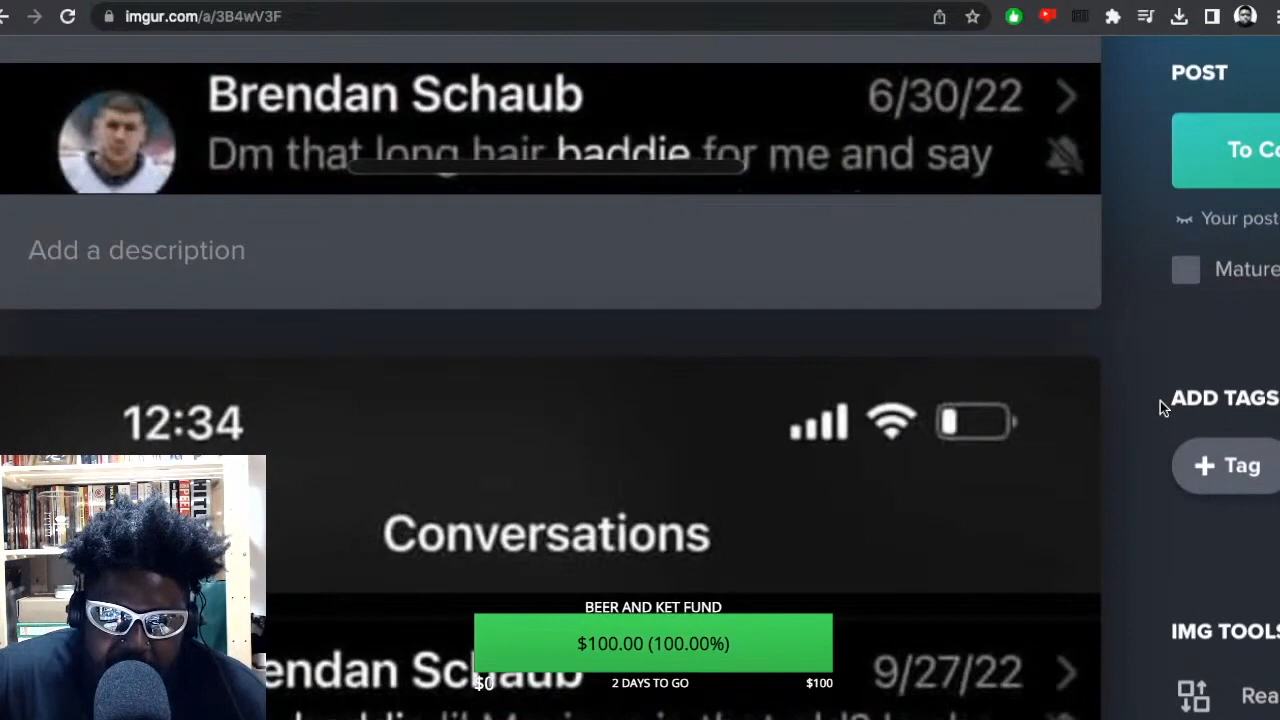 imgur.com/a/3B4wV3F
POST
Brendan Schaub 6/30/22
Dm that long hair baddie for me and say
To Co
Your post
Add a description
Mature
12:34
ADD TAGS
+ Tag
Conversations
BEER AND KET FUND
$100.00 (100.00%)
IMG TOOLS
endan Schaub 9/27/22
$0 2 DAYS TO GO $100
Rea